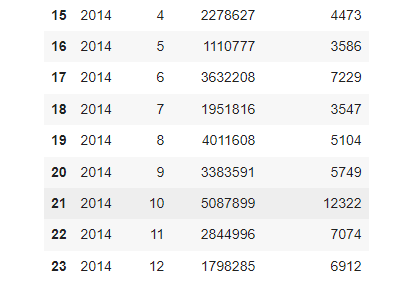 15 2014 4 2278627 4473
16 2014 5 1110777 3586
17 2014 6 3632208 7229
18 2014 7 1951816 3547
19 2014 8 4011608 5104
20 2014 9 3383591 5749
21 2014 10 5087899 12322
22 2014 11 2844996 7074
23 2014 12 1798285 6912